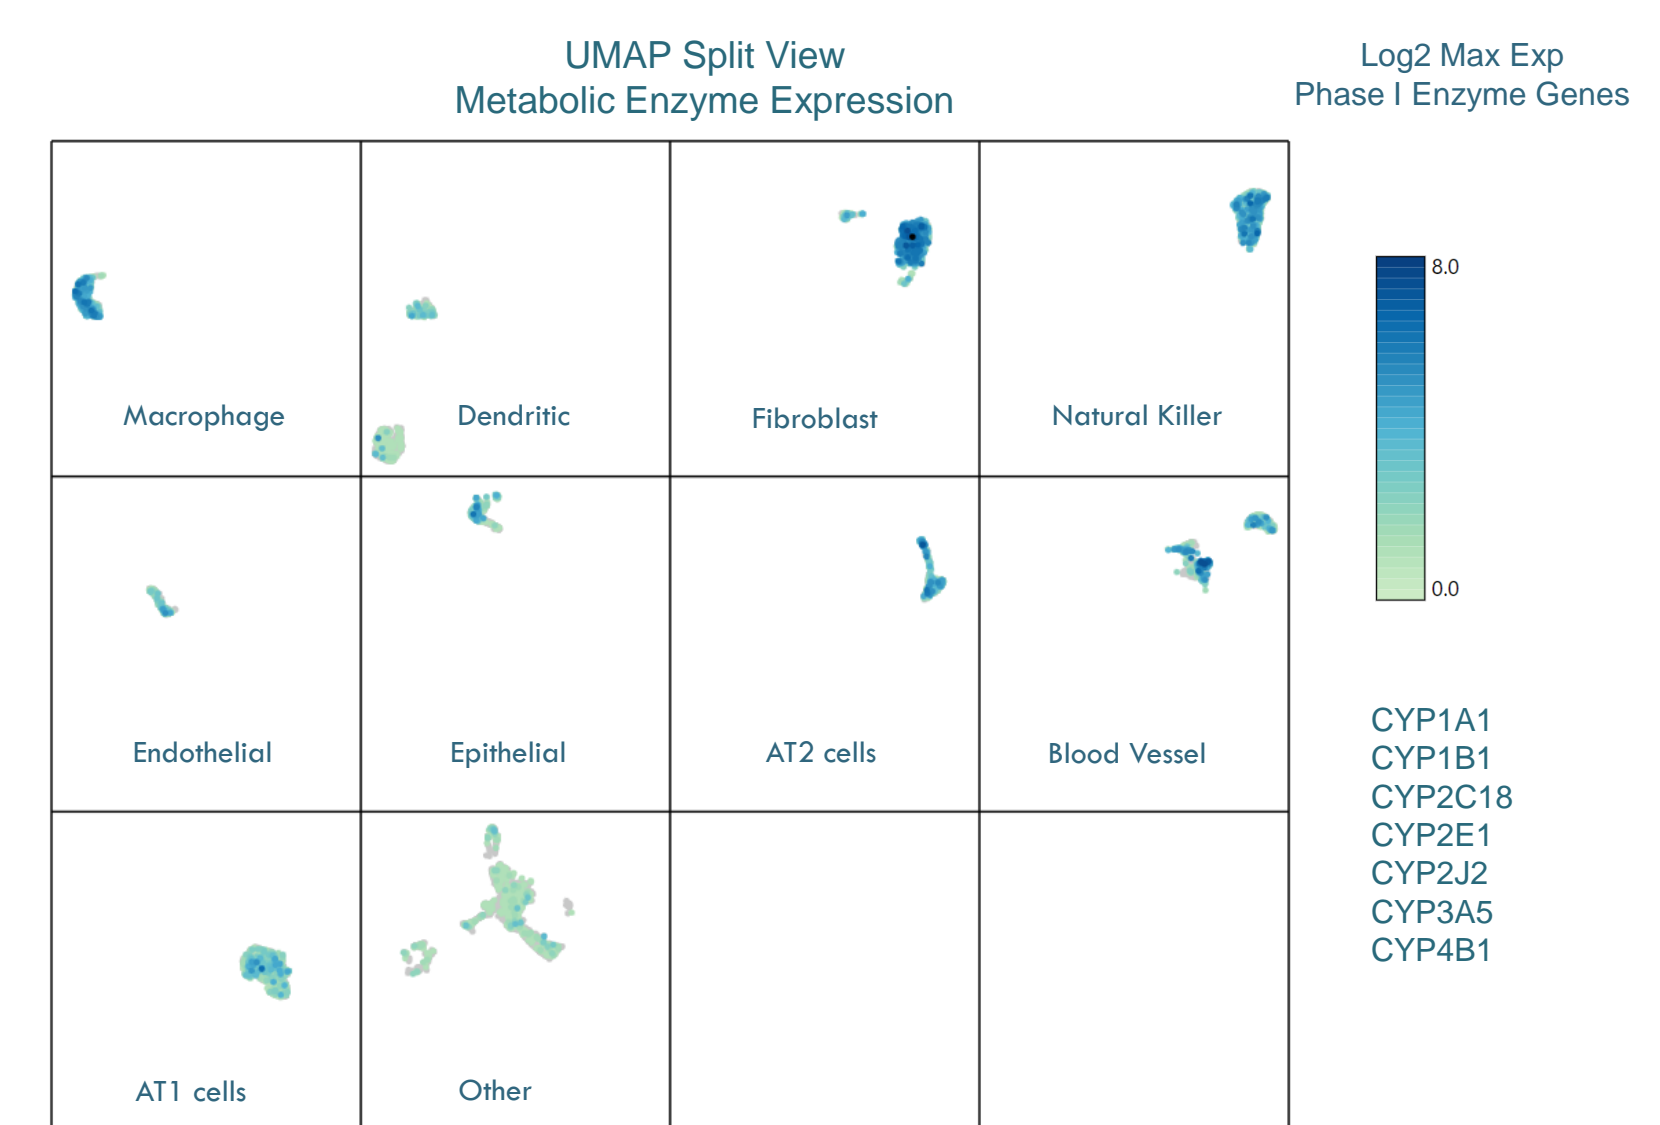 UMAP Split View
Metabolic Enzyme Expression
Log2 Max Exp
Phase I Enzyme Genes
Macrophage
Dendritic
Fibroblast
Natural Killer
8.0
0.0
Endothelial
Epithelial
AT2 cells
Blood Vessel
CYP1A1
CYP1B1
CYP2C18
CYP2E1
CYP2J2
CYP3A5
CYP4B1
AT1 cells
Other